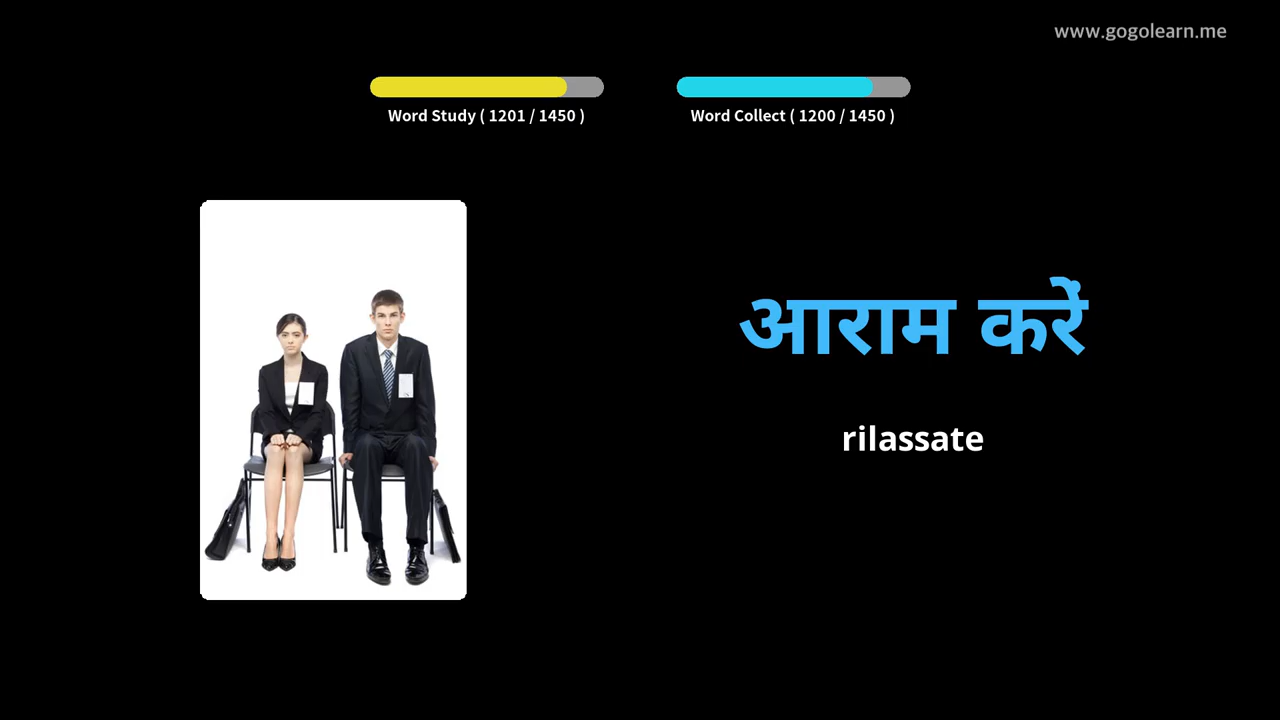 www.gogolearn.me
Word Study ( 1201 / 1450 )
Word Collect ( 1200 / 1450 )
आराम करें
rilassate